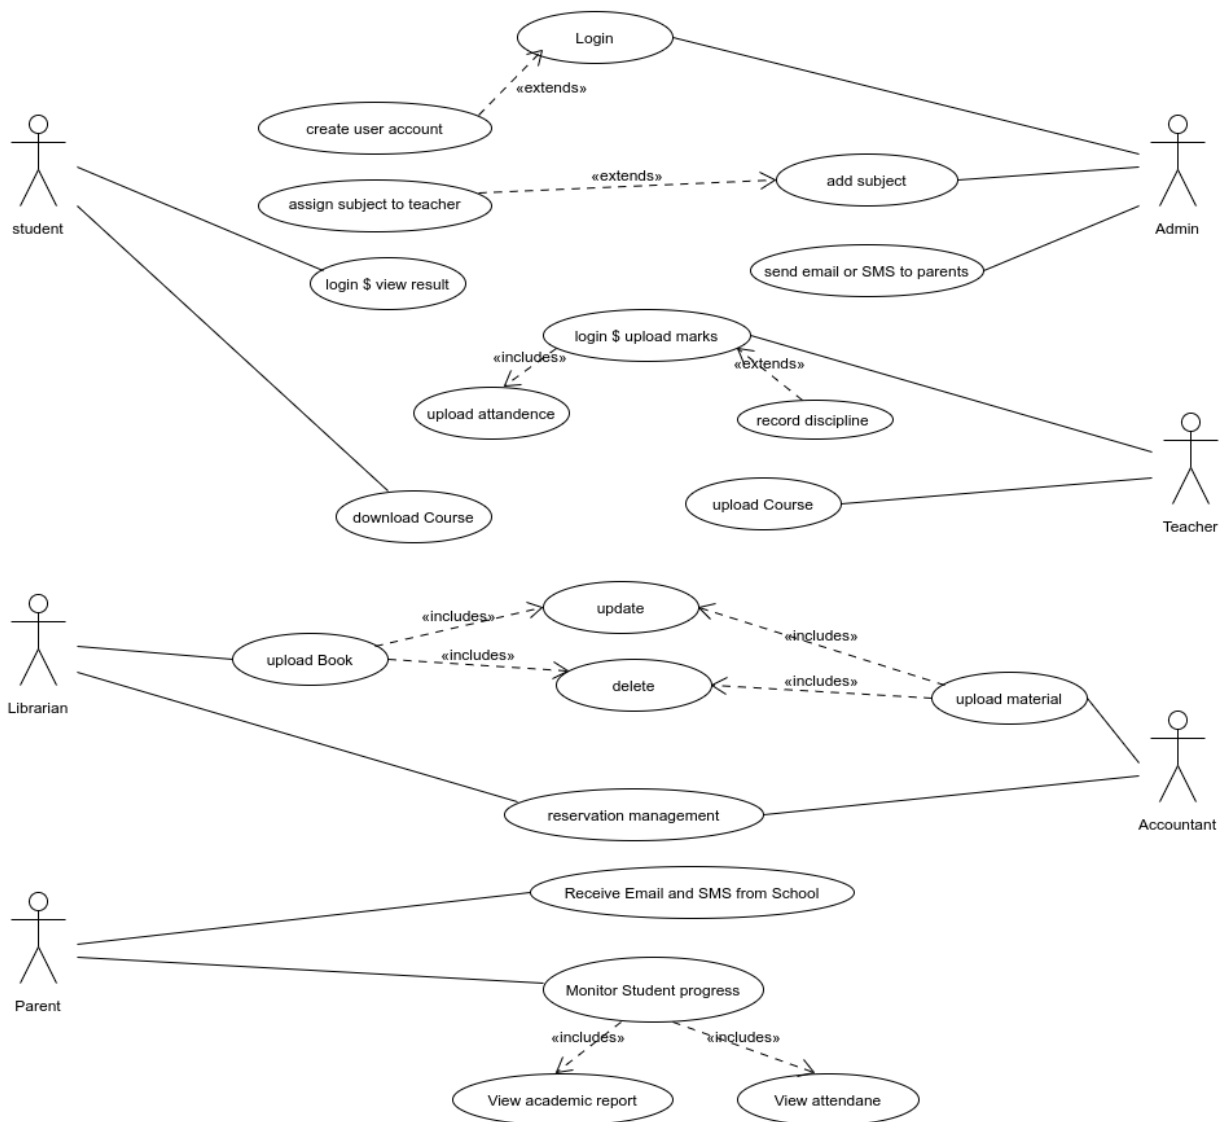 Login
«extends»
create user account
«extends»
add subject
assign subject to teacher
student
Admin
send email or SMS to parents
login $ view result
login $ upload marks
«includes»
«extends»
upload attandence
record discipline
upload Course
download Course
Teacher
update
«includes»
«includes»
upload Book
«includes»
delete
«includes»
upload material
Librarian
reservation management
Accountant
Receive Email and SMS from School
Monitor Student progress
Parent
«includes»
«includes»
View academic report
View attendane